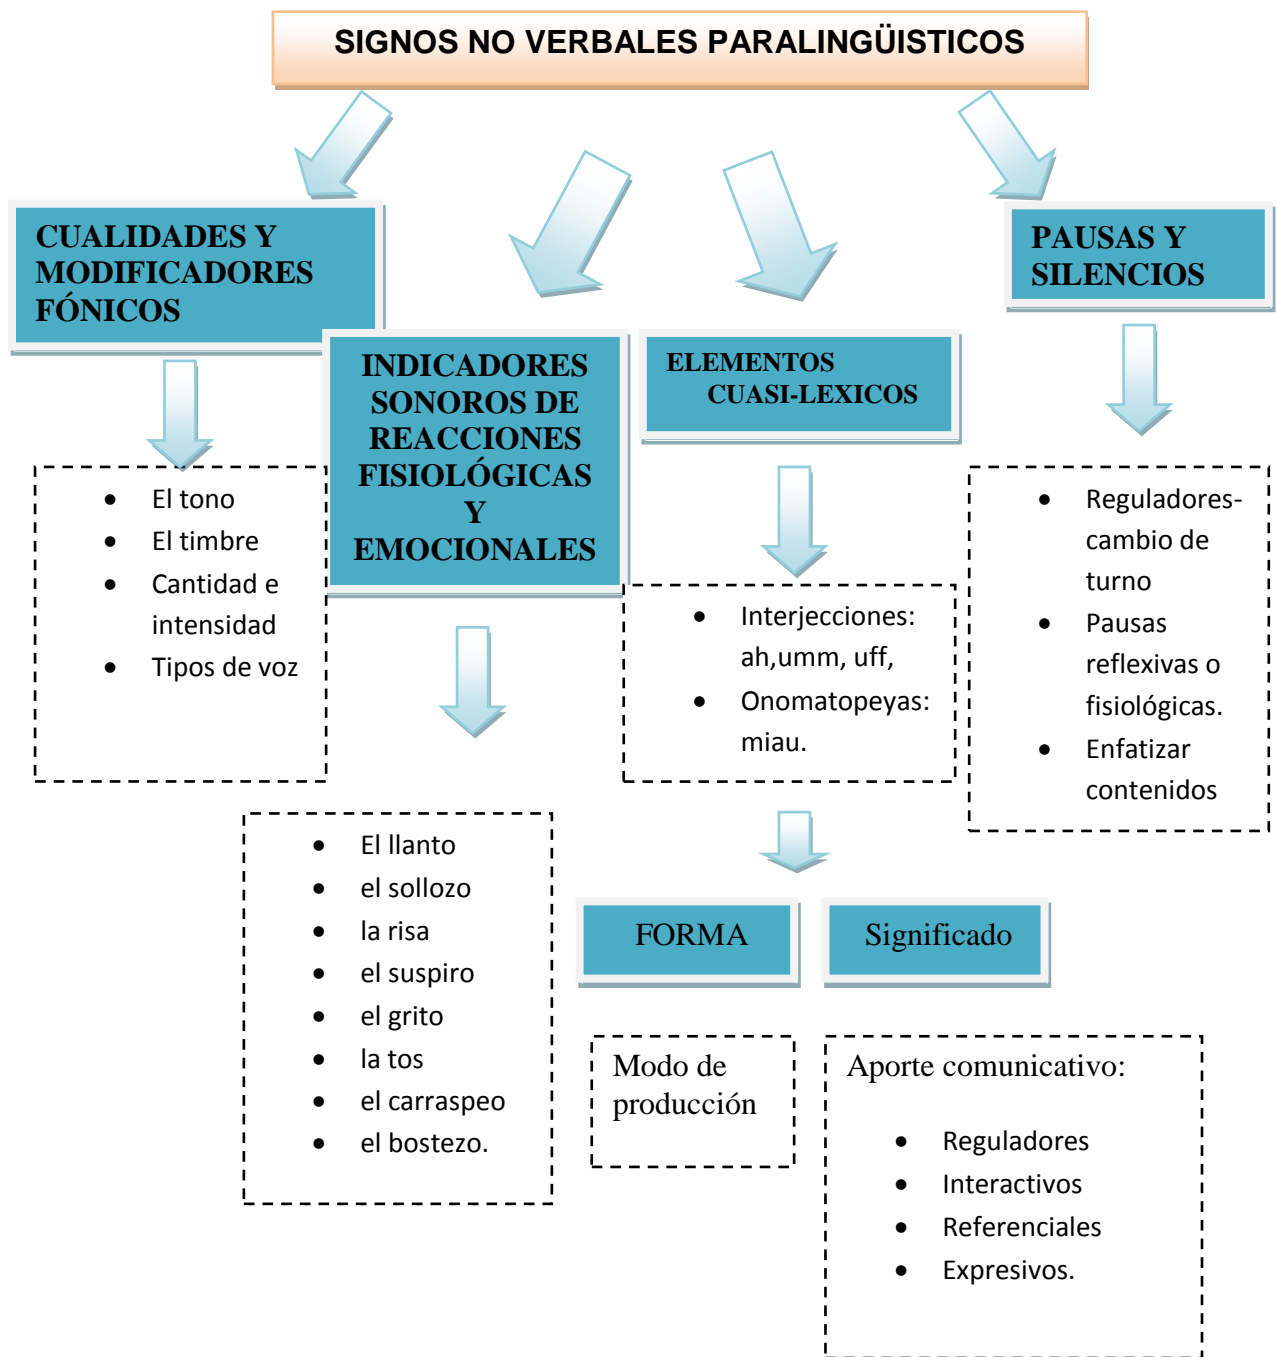 SIGNOS NO VERBALES PARALINGÜISTICOS
CUALIDADES Y
MODIFICADORES
FÓNICOS
• El tono
• El timbre
• Cantidad e
intensidad
• Tipos de voz
INDICADORES
SONOROS DE
REACCIONES
FISIOLÓGICAS
Y
EMOCIONALES
• El llanto
• el sollozo
• la risa
• el suspiro
• el grito
• la tos
• el carraspeo
• el bostezo.
ELEMENTOS
CUASI-LEXICOS
• Interjecciones:
ah,umm, uff,
• Onomatopeyas:
miau.
FORMA
Modo de
producción
Significado
Aporte comunicativo:
• Reguladores
• Interactivos
• Referenciales
• Expresivos.
PAUSAS Y
SILENCIOS
• Reguladores-
cambio de
turno
• Pausas
reflexivas o
fisiológicas.
• Enfatizar
contenidos